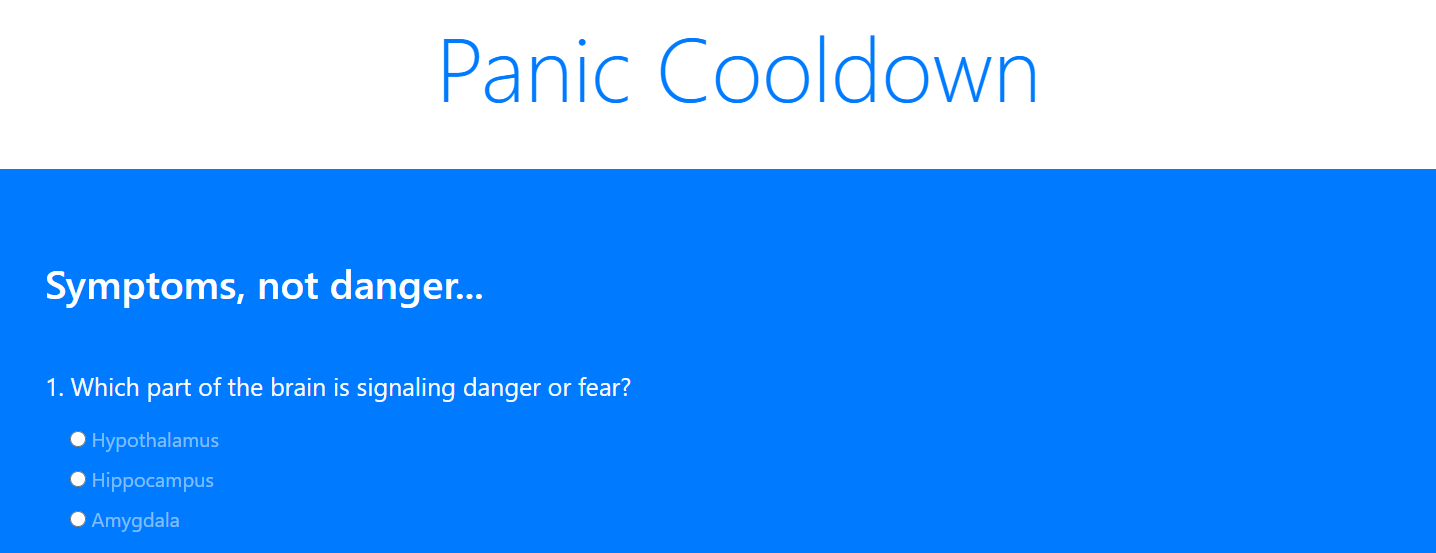 Panic Cooldown
Symptoms, not danger...
1. Which part of the brain is signaling danger or fear?
Hypothalamus
Hippocampus
Amygdala